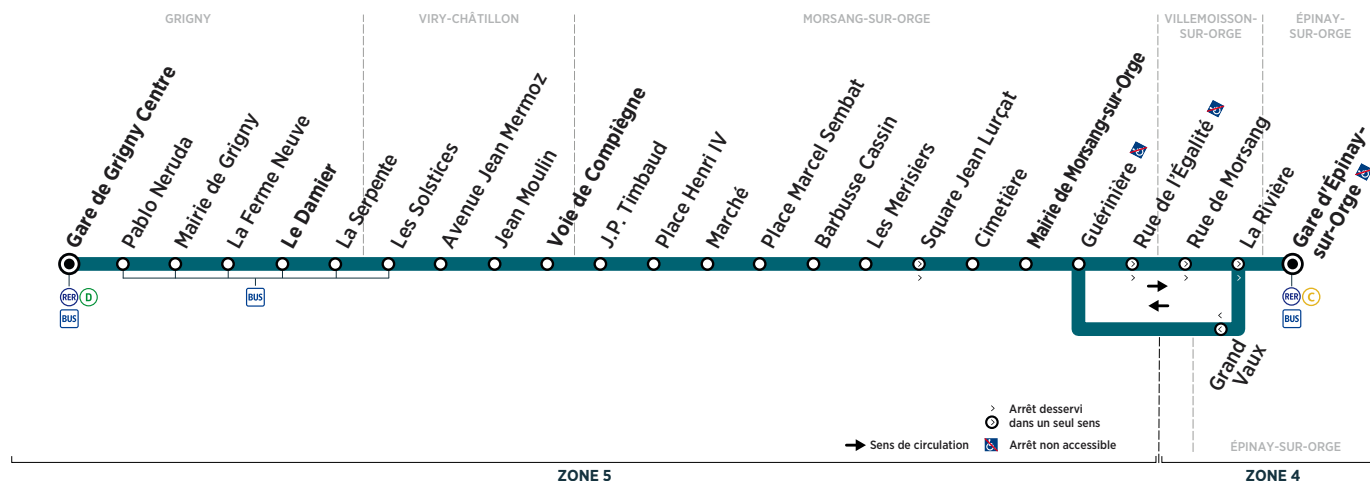 GRIGNY
VIRY-CHÂTILLON
MORSANG-SUR-ORGE
VILLEMOISSON-
SUR-ORGE
ÉPINAY-
SUR-ORGE
Gare de Grigny Centre
Pablo Neruda
Mairie de Grigny
La Ferme Neuve
Le Damier
La Serpente
Les Solstices
Avenue Jean Mermoz
Jean Moulin
Voie de Compiègne
J.P. Timbaud
Place Henri IV
Marché
Place Marcel Sembat
Barbusse Cassin
Les Merisiers
Square Jean Lurçat
Cimetière
Mairie de Morsang-sur-Orge
Guérinière
Rue de l'Égalité
Rue de Morsang
La Rivière
Gare d'Épinay-
sur-Orge
RER D
BUS
BUS
RER C
BUS
Grand
Vaux
Arrêt desservi
dans un seul sens
Sens de circulation
Arrêt non accessible
ÉPINAY-SUR-ORGE
ZONE 5
ZONE 4